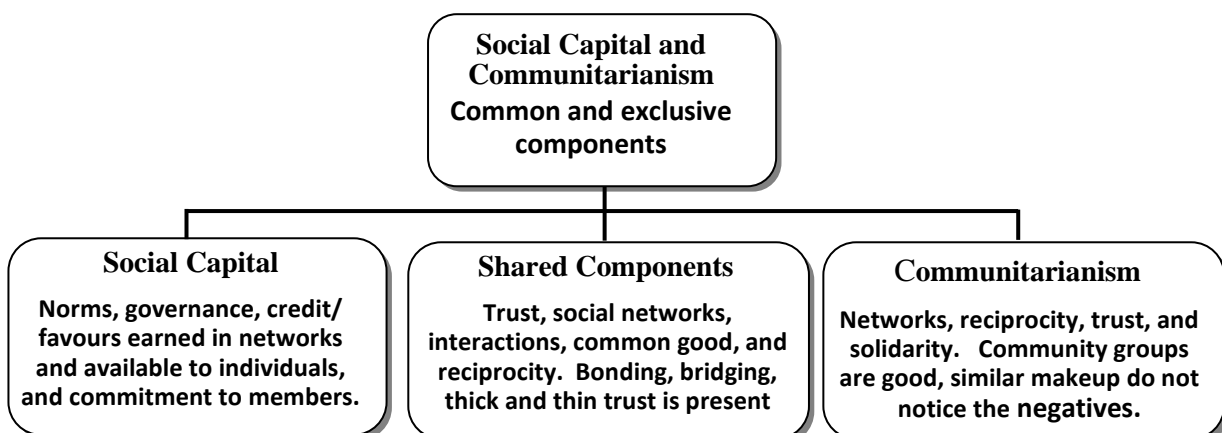 Social Capital and
Communitarianism
Common and exclusive
components
Social Capital
Norms, governance, credit/
favours earned in networks
and available to individuals,
and commitment to members.
Shared Components
Trust, social networks,
interactions, common good, and
reciprocity. Bonding, bridging,
thick and thin trust is present
Communitarianism
Networks, reciprocity, trust, and
solidarity. Community groups
are good, similar makeup do not
notice the negatives.